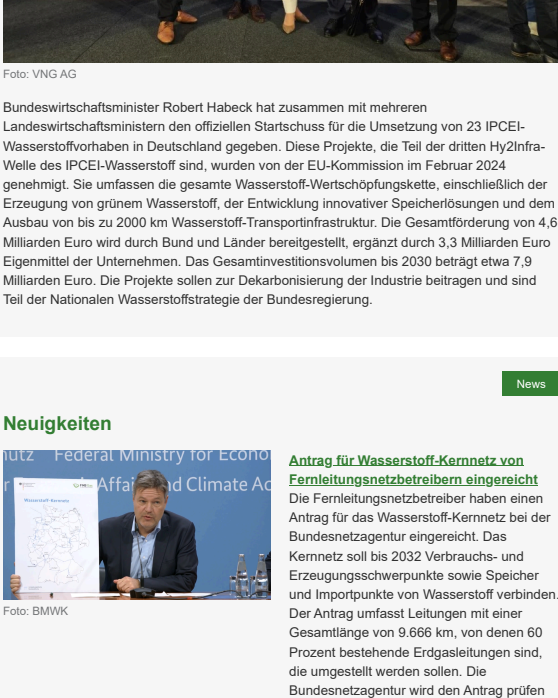 Foto: VNG AG
Bundeswirtschaftsminister Robert Habeck hat zusammen mit mehreren
Landeswirtschaftsministern den offiziellen Startschuss für die Umsetzung von 23 IPCEI-
Wasserstoffvorhaben in Deutschland gegeben. Diese Projekte, die Teil der dritten Hy2Infra-
Welle des IPCEI-Wasserstoff sind, wurden von der EU-Kommission im Februar 2024
genehmigt. Sie umfassen die gesamte Wasserstoff-Wertschöpfungskette, einschließlich der
Erzeugung von grünem Wasserstoff, der Entwicklung innovativer Speicherlösungen und dem
Ausbau von bis zu 2000 km Wasserstoff-Transportinfrastruktur. Die Gesamtförderung von 4,6
Milliarden Euro wird durch Bund und Länder bereitgestellt, ergänzt durch 3,3 Milliarden Euro
Eigenmittel der Unternehmen. Das Gesamtinvestitionsvolumen bis 2030 beträgt etwa 7,9
Milliarden Euro. Die Projekte sollen zur Dekarbonisierung der Industrie beitragen und sind
Teil der Nationalen Wasserstoffstrategie der Bundesregierung.
News
Neuigkeiten
Federal Ministry for Econo
Affai nd Climate Ac
Wasserstoff-Kernnetz
Foto: BMWK
Antrag für Wasserstoff-Kernnetz von
Fernleitungsnetzbetreibern eingereicht
Die Fernleitungsnetzbetreiber haben einen
Antrag für das Wasserstoff-Kernnetz bei der
Bundesnetzagentur eingereicht. Das
Kernnetz soll bis 2032 Verbrauchs- und
Erzeugungsschwerpunkte sowie Speicher
und Importpunkte von Wasserstoff verbinden.
Der Antrag umfasst Leitungen mit einer
Gesamtlänge von 9.666 km, von denen 60
Prozent bestehende Erdgasleitungen sind,
die umgestellt werden sollen. Die
Bundesnetzagentur wird den Antrag prüfen